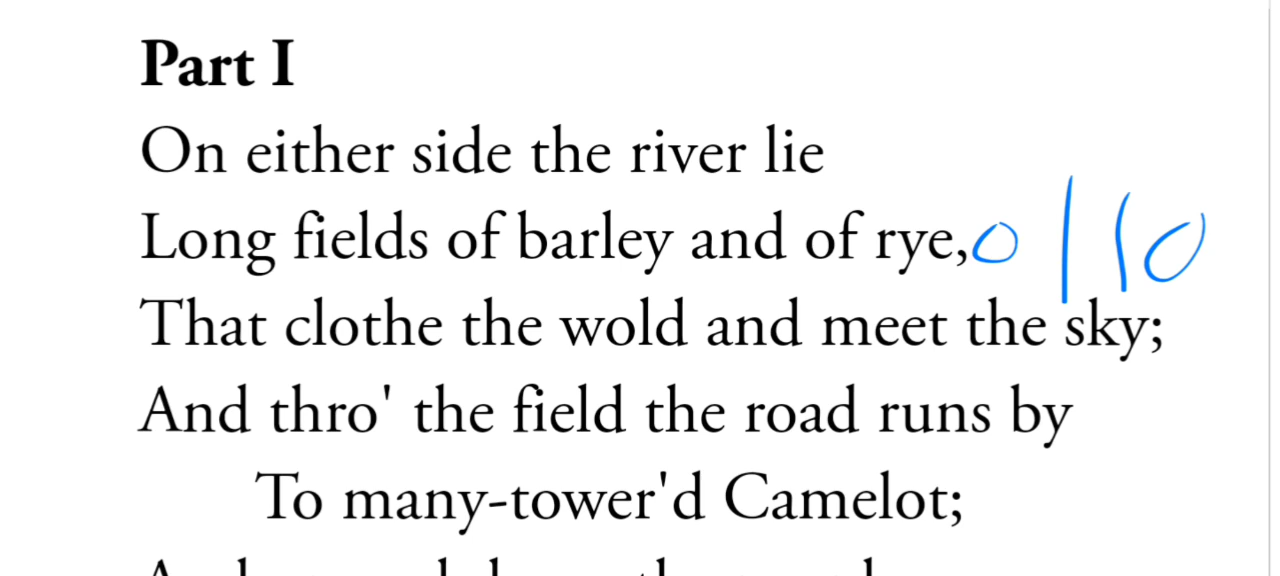 Part I
On either side the river lie
Long fields of barley and of rye,0110
That clothe the wold and meet the sky;
And thro' the field the road runs by
To many-tower'd Camelot;